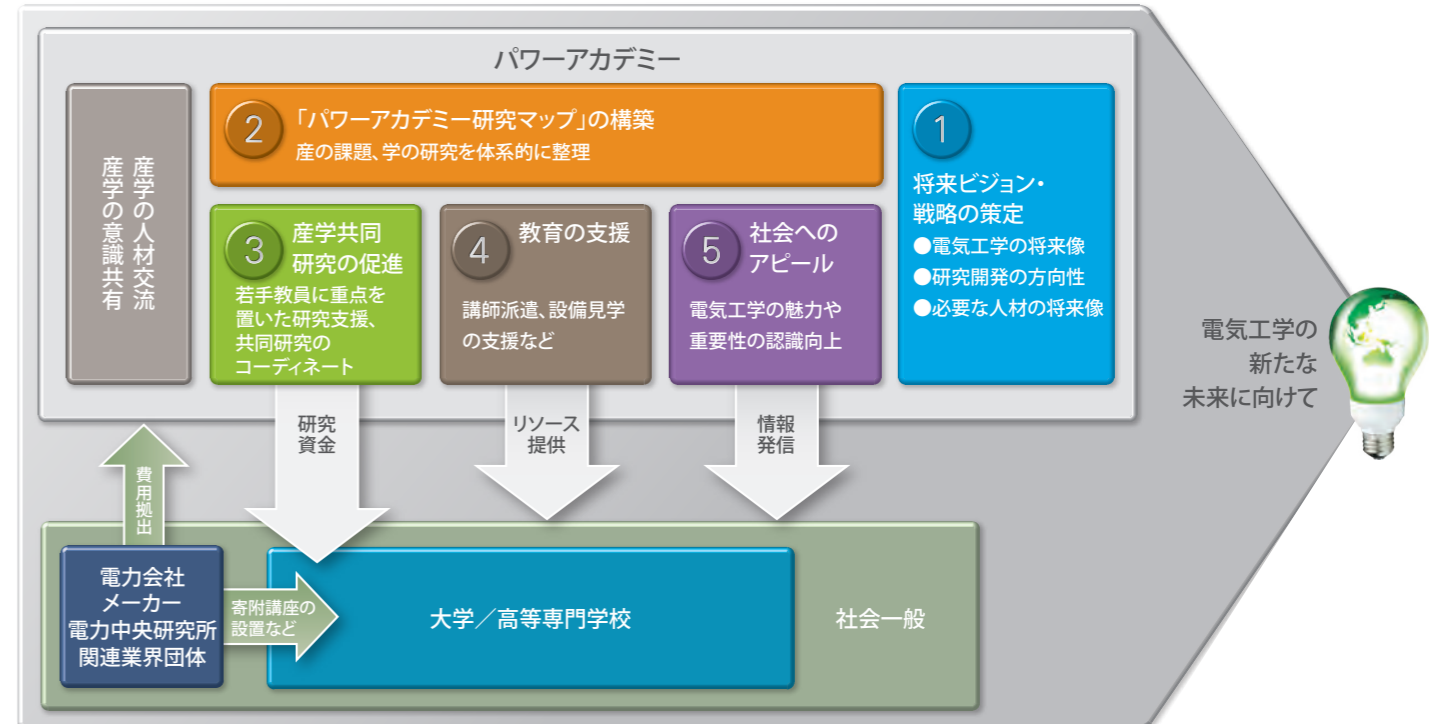 パワーアカデミー
産学の人材交流
産学の意識共有
2
「パワーアカデミー研究マップ」の構築
産の課題、学の研究を体系的に整理
1
将来ビジョン・
戦略の策定
●電気工学の将来像
●研究開発の方向性
●必要な人材の将来像
3
産学共同
研究の促進
若手教員に重点を
置いた研究支援、
共同研究の
コーディネート
4
教育の支援
講師派遣、設備見学
の支援など
5
社会への
アピール
電気工学の魅力や
重要性の認識向上
電気工学の
新たな
未来に向けて
研究
資金
リソース
提供
情報
発信
費用拠出
電力会社
メーカー
電力中央研究所
関連業界団体
寄附講座の
設置など
大学／高等専門学校
社会一般